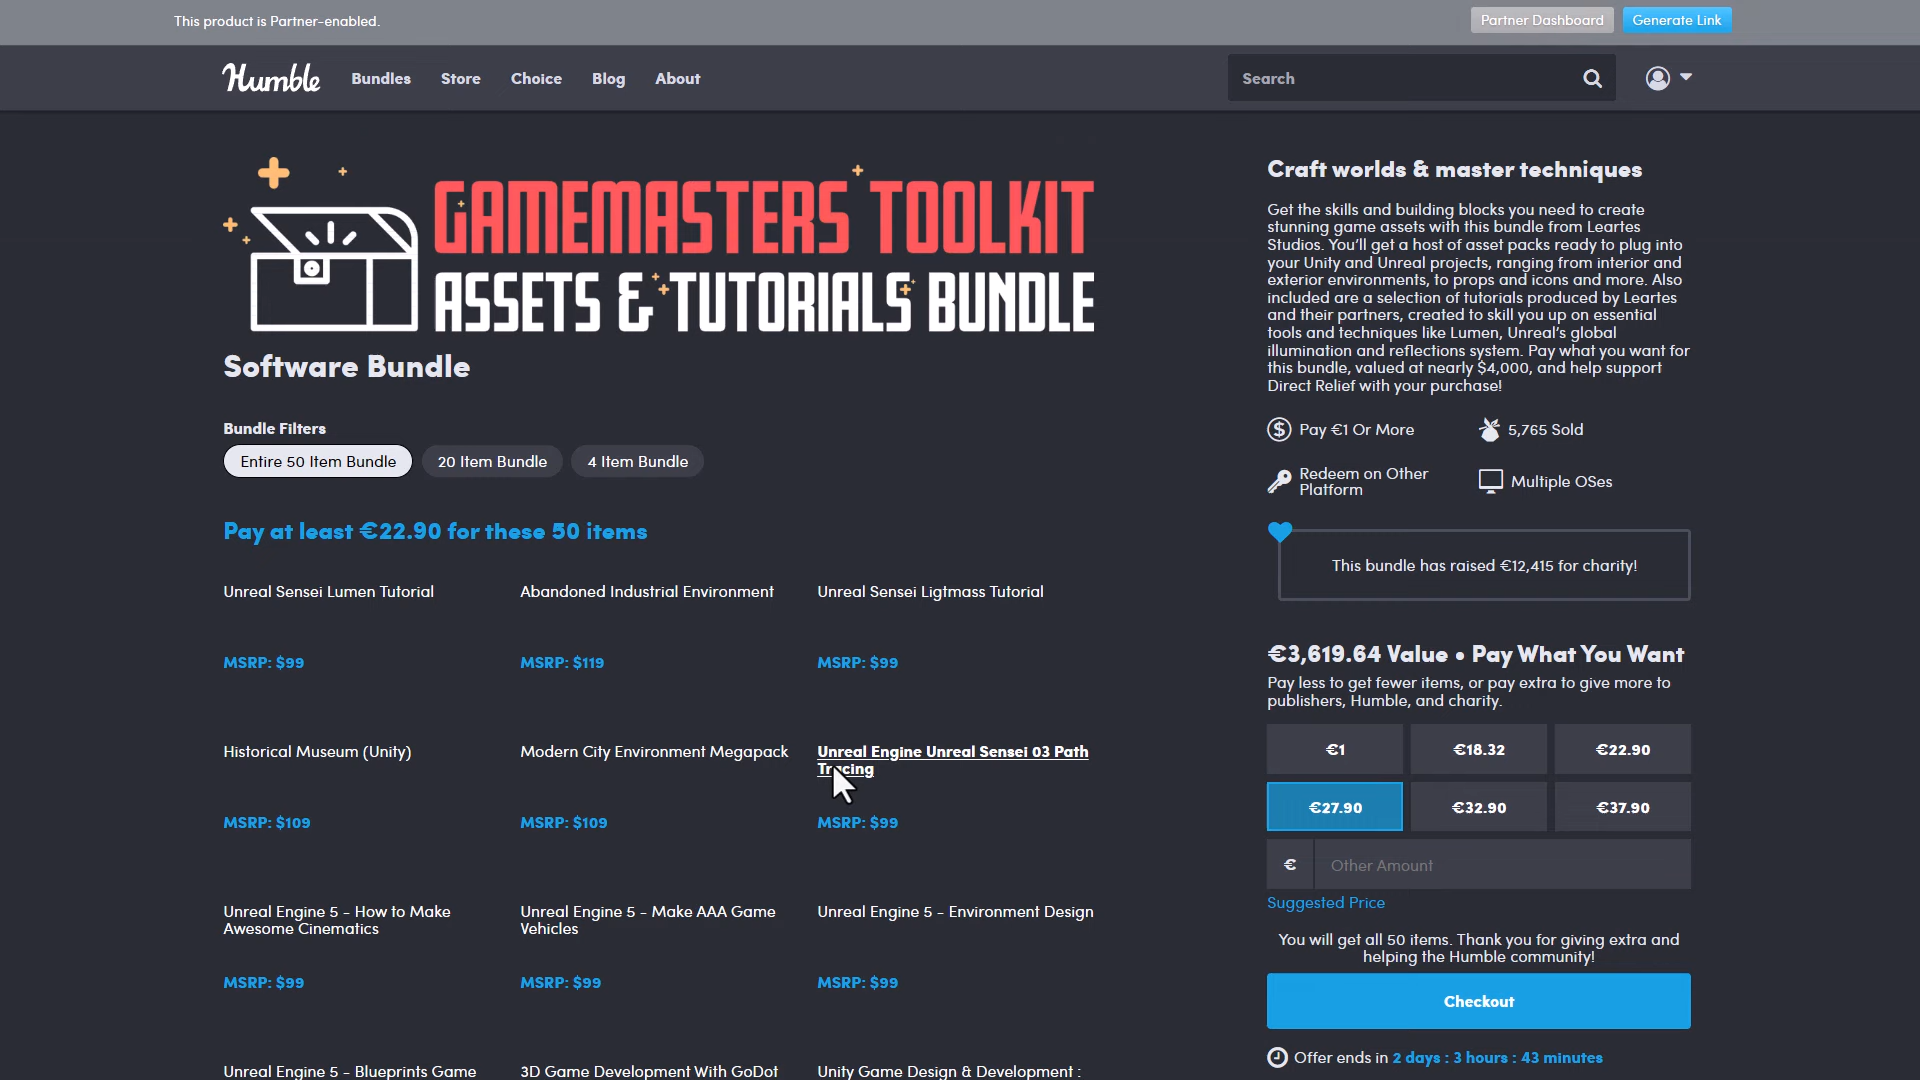 This product is Partner-enabled.
Partner Dashboard
Generate Link
Humble
Bundles
Store
Choice
Blog
About
Search
GAMEMASTERS TOOLKIT
ASSETS & TUTORIALS BUNDLE
Software Bundle
Bundle Filters
Entire 50 Item Bundle
20 Item Bundle
4 Item Bundle
Pay at least €22.90 for these 50 items
Unreal Sensei Lumen Tutorial
MSRP: $99
Abandoned Industrial Environment
MSRP: $119
Unreal Sensei Ligtmass Tutorial
MSRP: $99
Historical Museum (Unity)
MSRP: $109
Modern City Environment Megapack
MSRP: $109
Unreal Engine Unreal Sensei 03 Path
Tracing
MSRP: $99
Unreal Engine 5 - How to Make
Awesome Cinematics
MSRP: $99
Unreal Engine 5 - Make AAA Game
Vehicles
MSRP: $99
Unreal Engine 5 - Environment Design
MSRP: $99
Unreal Engine 5 - Blueprints Game
3D Game Development With GoDot
Unity Game Design & Development :
Craft worlds & master techniques
Get the skills and building blocks you need to create
stunning game assets with this bundle from Leartes
Studios. You'll get a host of asset packs ready to plug into
your Unity and Unreal projects, ranging from interior and
exterior environments, to props and icons and more. Also
included are a selection of tutorials produced by Leartes
and their partners, created to skill you up on essential
tools and techniques like Lumen, Unreal's global
illumination and reflections system. Pay what you want for
this bundle, valued at nearly $4,000, and help support
Direct Relief with your purchase!
Pay €1 Or More
5,765 Sold
Redeem on Other
Platform
Multiple OSes
This bundle has raised €12,415 for charity!
€3,619.64 Value • Pay What You Want
Pay less to get fewer items, or pay extra to give more to
publishers, Humble, and charity.
€1
€18.32
€22.90
€27.90
€32.90
€37.90
€
Other Amount
Suggested Price
You will get all 50 items. Thank you for giving extra and
helping the Humble community!
Checkout
Offer ends in 2 days : 3 hours : 43 minutes